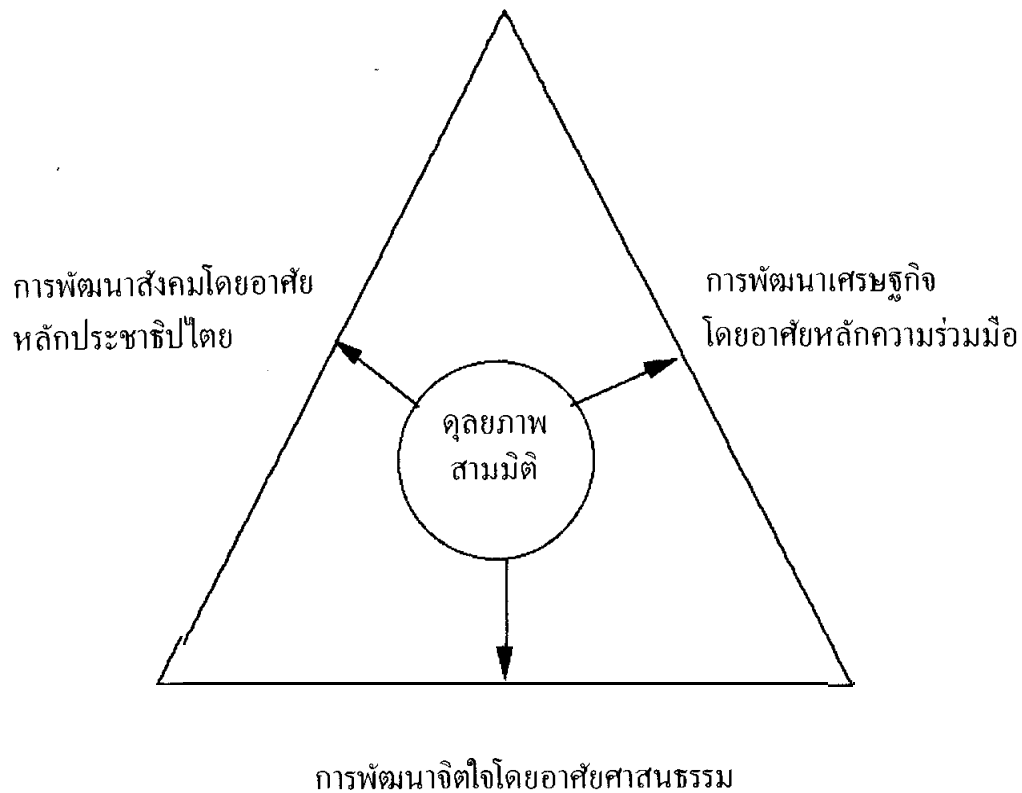 การพัฒนาสังคมโดยอาศัย
หลักประชาธิปไตย
การพัฒนาเศรษฐกิจ
โดยอาศัยหลักความร่วมมือ
ดุลยภาพ
สามมิติ
การพัฒนาจิตใจโดยอาศัยศาสนธรรม